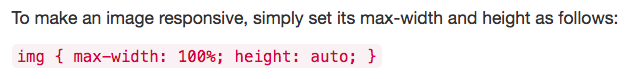 To make an image responsive, simply set its max-width and height as follows:
img { max-width: 100%; height: auto; }